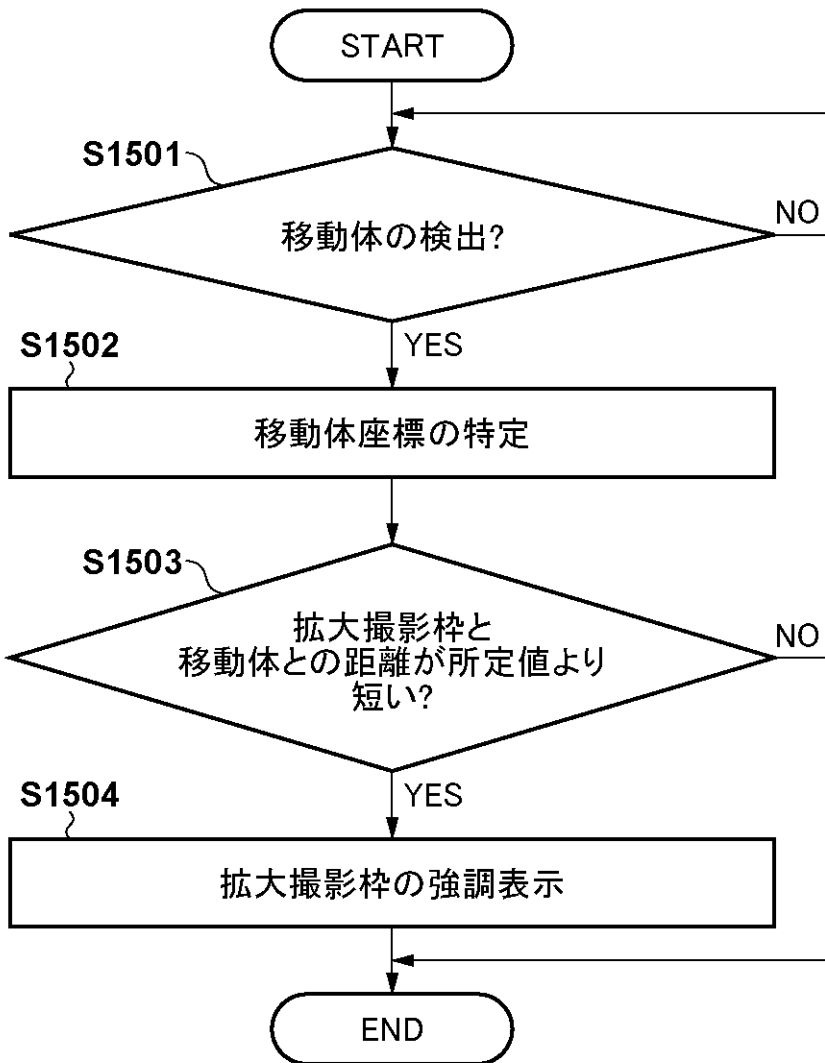 START
S1501
移動体の検出?
NO
YES
S1502
移動体座標の特定
S1503
拡大撮影枠と
移動体との距離が所定値より
短い?
NO
YES
S1504
拡大撮影枠の強調表示
END